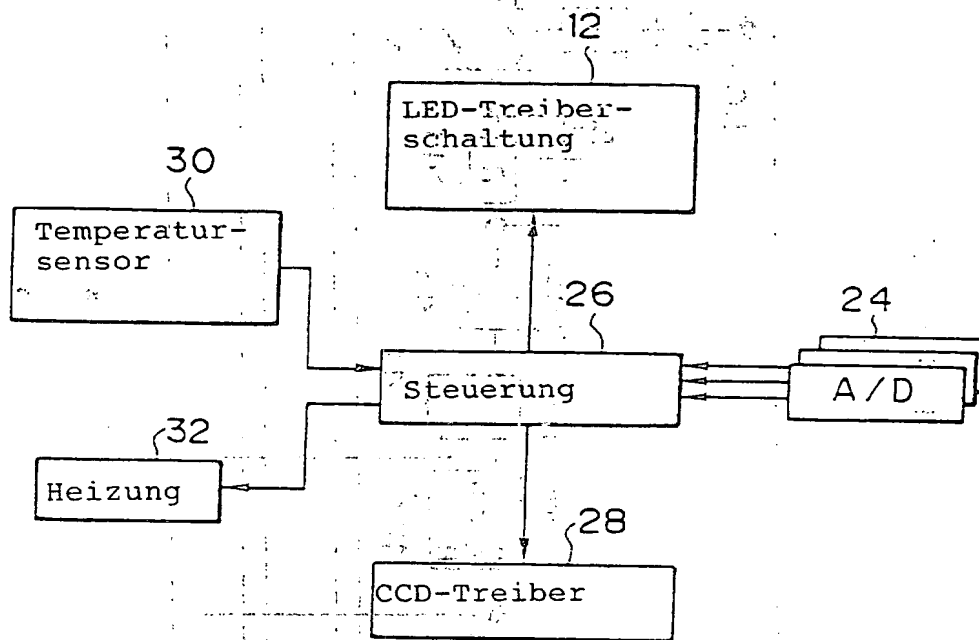 12
LED-Treiber-
schaltung
30
Temperatur-
sensor
26
24
Steuerung
A/D
32
Heizung
28
CCD-Treiber